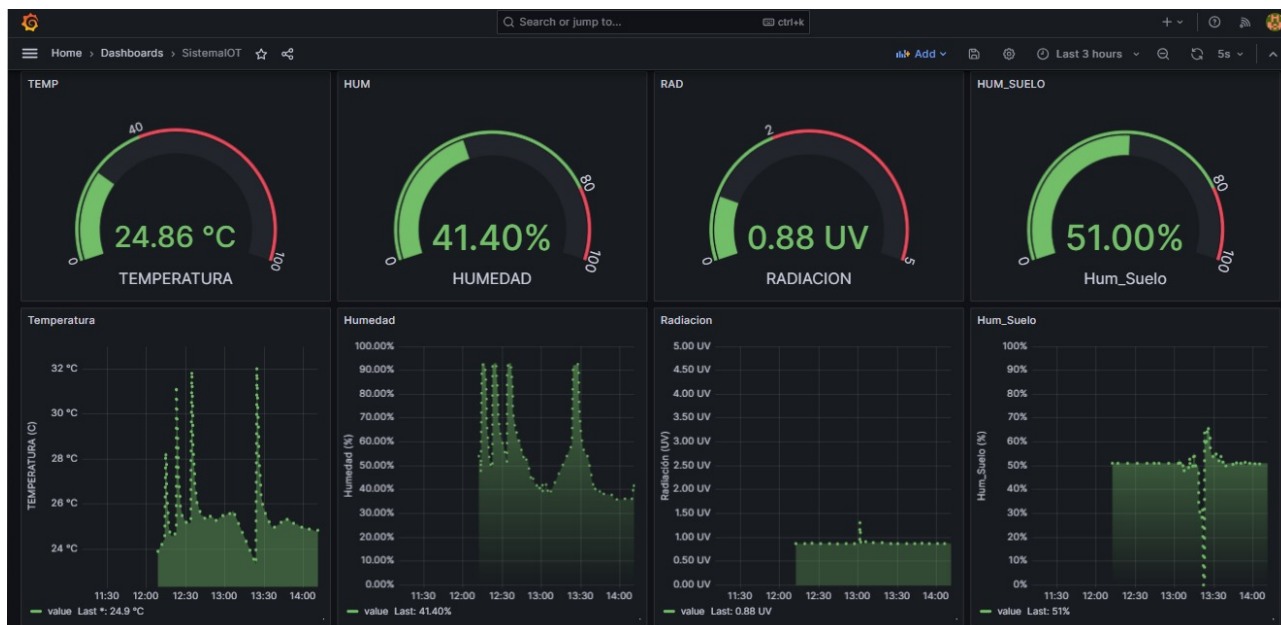 Search or jump to... ctrl+k
Home › Dashboards › SistemaIOT
Add
Last 3 hours
5s
TEMP
40
0
100
24.86 °C
TEMPERATURA
HUM
80
0
100
41.40%
HUMEDAD
RAD
2
0
5
0.88 UV
RADIACION
HUM_SUELO
80
0
100
51.00%
Hum_Suelo
Temperatura
TEMPERATURA (C)
32 °C
30 °C
28 °C
26 °C
24 °C
11:30 12:00 12:30 13:00 13:30 14:00
value Last *: 24.9 °C
Humedad
Humedad (%)
100.00%
90.00%
80.00%
70.00%
60.00%
50.00%
40.00%
30.00%
20.00%
10.00%
0.00%
11:30 12:00 12:30 13:00 13:30 14:00
value Last: 41.40%
Radiacion
Radiación (UV)
5.00 UV
4.50 UV
4.00 UV
3.50 UV
3.00 UV
2.50 UV
2.00 UV
1.50 UV
1.00 UV
0.50 UV
0.00 UV
11:30 12:00 12:30 13:00 13:30 14:00
value Last: 0.88 UV
Hum_Suelo
Hum_Suelo (%)
100%
90%
80%
70%
60%
50%
40%
30%
20%
10%
0%
11:30 12:00 12:30 13:00 13:30 14:00
value Last: 51%